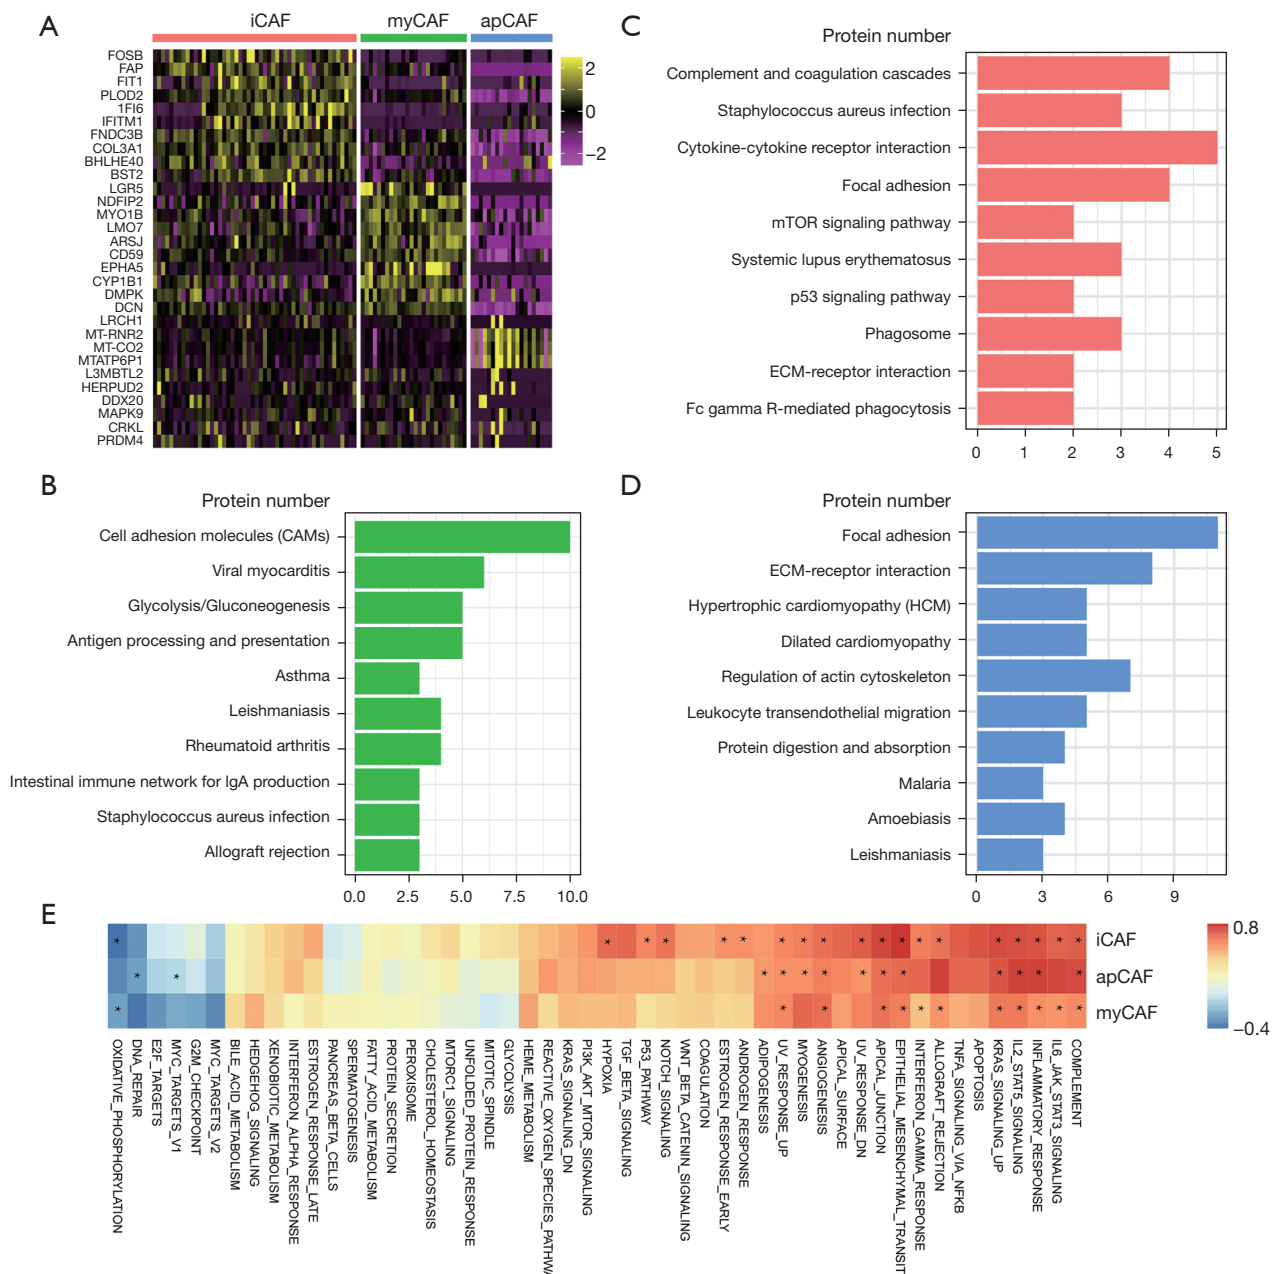 A
iCAF
myCAF
apCAF
FOSB
FAP
FIT1
PLOD2
1FI6
IFITM1
FNDC3B
COL3A1
BHLHE40
BST2
LGR5
NDFIP2
MYO1B
LMO7
ARSJ
CD59
EPHA5
CYP1B1
DMPK
DCN
LRCH1
MT-RNR2
MT-CO2
MTATP6P1
L3MBTL2
HERPUD2
DDX20
MAPK9
CRKL
PRDM4
2
0
−2
C
Protein number
Complement and coagulation cascades
Staphylococcus aureus infection
Cytokine-cytokine receptor interaction
Focal adhesion
mTOR signaling pathway
Systemic lupus erythematosus
p53 signaling pathway
Phagosome
ECM-receptor interaction
Fc gamma R-mediated phagocytosis
0 1 2 3 4 5
B
Protein number
Cell adhesion molecules (CAMs)
Viral myocarditis
Glycolysis/Gluconeogenesis
Antigen processing and presentation
Asthma
Leishmaniasis
Rheumatoid arthritis
Intestinal immune network for IgA production
Staphylococcus aureus infection
Allograft rejection
0.0 2.5 5.0 7.5 10.0
D
Protein number
Focal adhesion
ECM-receptor interaction
Hypertrophic cardiomyopathy (HCM)
Dilated cardiomyopathy
Regulation of actin cytoskeleton
Leukocyte transendothelial migration
Protein digestion and absorption
Malaria
Amoebiasis
Leishmaniasis
0 3 6 9
E
iCAF
apCAF
myCAF
0.8
−0.4
OXIDATIVE_PHOSPHORYLATION
DNA_REPAIR
E2F_TARGETS
MYC_TARGETS_V1
G2M_CHECKPOINT
MYC_TARGETS_V2
BILE_ACID_METABOLISM
HEDGEHOG_SIGNALING
XENOBIOTIC_METABOLISM
INTERFERON_ALPHA_RESPONSE
ESTROGEN_RESPONSE_LATE
PANCREAS_BETA_CELLS
SPERMATOGENESIS
FATTY_ACID_METABOLISM
PROTEIN_SECRETION
PEROXISOME
CHOLESTEROL_HOMEOSTASIS
MTORC1_SIGNALING
UNFOLDED_PROTEIN_RESPONSE
MITOTIC_SPINDLE
GLYCOLYSIS
HEME_METABOLISM
REACTIVE_OXYGEN_SPECIES_PATHWA
KRAS_SIGNALING_DN
PI3K_AKT_MTOR_SIGNALING
HYPOXIA
TGF_BETA_SIGNALING
P53_PATHWAY
NOTCH_SIGNALING
WNT_BETA_CATENIN_SIGNALING
COAGULATION
ESTROGEN_RESPONSE_EARLY
ANDROGEN_RESPONSE
ADIPOGENESIS
UV_RESPONSE_UP
MYOGENESIS
ANGIOGENESIS
APICAL_SURFACE
UV_RESPONSE_DN
APICAL_JUNCTION
EPITHELIAL_MESENCHYMAL_TRANSIT
INTERFERON_GAMMA_RESPONSE
ALLOGRAFT_REJECTION
TNFA_SIGNALING_VIA_NFKB
APOPTOSIS
KRAS_SIGNALING_UP
IL2_STAT5_SIGNALING
INFLAMMATORY_RESPONSE
IL6_JAK_STAT3_SIGNALING
COMPLEMENT